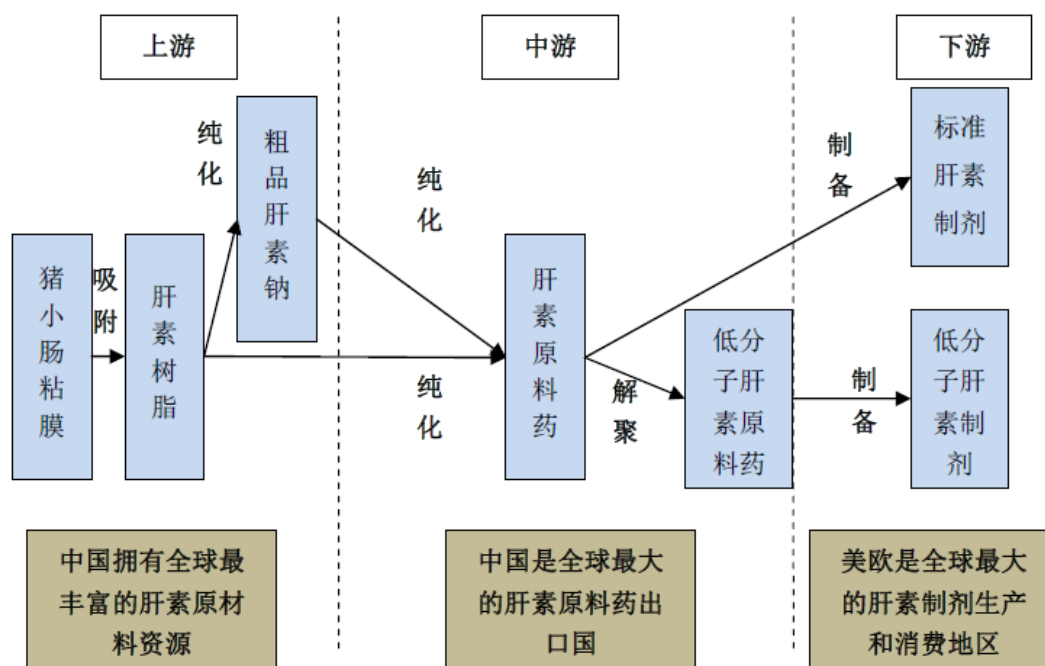 上游
中游
下游
纯化
粗品肝素钠
纯化
制备
标准
肝素
制剂
猪小肠粘膜
吸附
肝素树脂
纯化
肝素原料药
解聚
低分
子肝
素原
料药
制备
低分
子肝
素制
剂
中国拥有全球最
丰富的肝素原材
料资源
中国是全球最大
的肝素原料药出
口国
美欧是全球最大
的肝素制剂生产
和消费地区